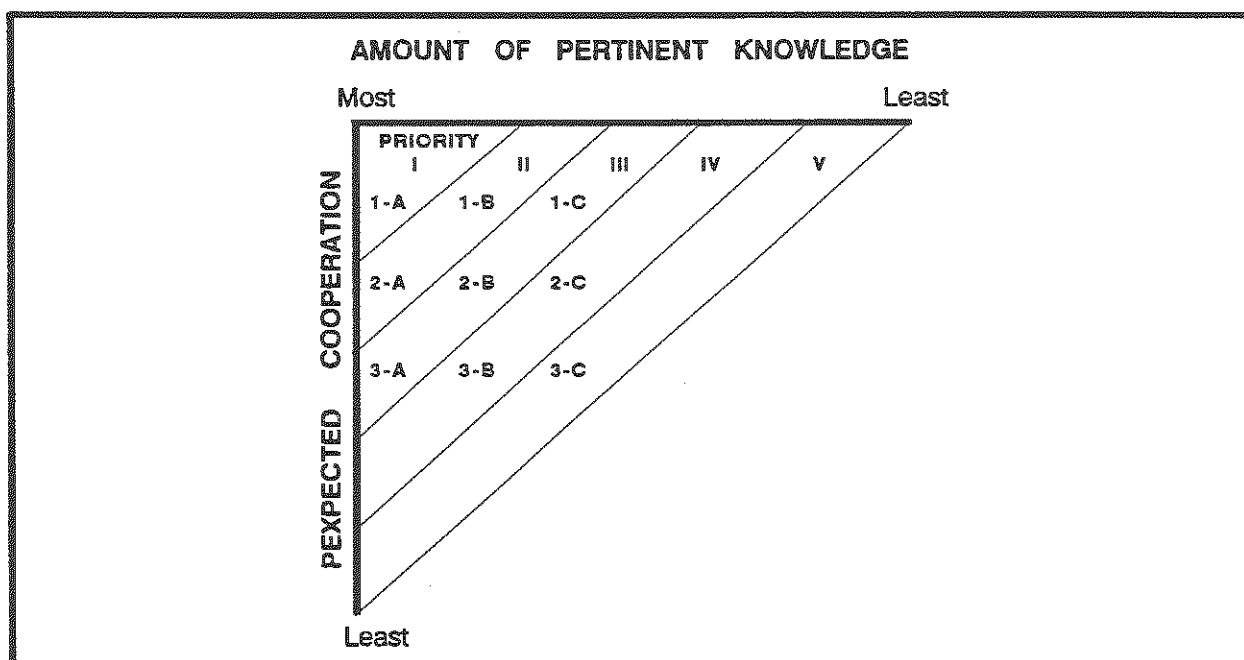 AMOUNT OF PERTINENT KNOWLEDGE
Most Least
PRIORITY
I II III IV V
1-A 1-B 1-C
2-A 2-B 2-C
3-A 3-B 3-C
PEXPECTED COOPERATION
Least